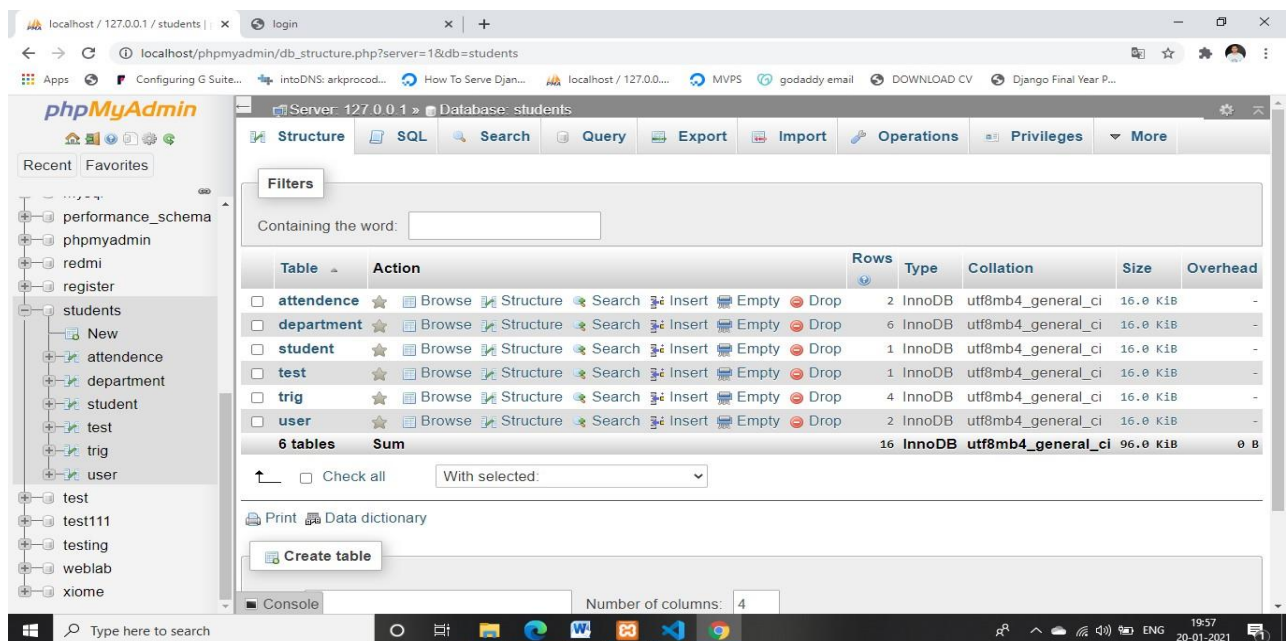 localhost / 127.0.0.1 / students |
login
localhost/phpmyadmin/db_structure.php?server=1&db=students
Apps
Configuring G Suite...
intoDNS: arkprocod...
How To Serve Djan...
localhost / 127.0.0....
MVPS
godaddy email
DOWNLOAD CV
Django Final Year P...
phpMyAdmin
Recent Favorites
performance_schema
phpmyadmin
redmi
register
students
New
attendence
department
student
test
trig
user
test
test111
testing
weblab
xiome
Server: 127.0.0.1 » Database: students
Structure SQL Search Query Export Import Operations Privileges More
Filters
Containing the word:
Table Action Rows Type Collation Size Overhead
attendence Browse Structure Search Insert Empty Drop 2 InnoDB utf8mb4_general_ci 16.0 KiB -
department Browse Structure Search Insert Empty Drop 6 InnoDB utf8mb4_general_ci 16.0 KiB -
student Browse Structure Search Insert Empty Drop 1 InnoDB utf8mb4_general_ci 16.0 KiB -
test Browse Structure Search Insert Empty Drop 1 InnoDB utf8mb4_general_ci 16.0 KiB -
trig Browse Structure Search Insert Empty Drop 4 InnoDB utf8mb4_general_ci 16.0 KiB -
user Browse Structure Search Insert Empty Drop 2 InnoDB utf8mb4_general_ci 16.0 KiB -
6 tables Sum 16 InnoDB utf8mb4_general_ci 96.0 KiB 0 B
Check all With selected:
Print Data dictionary
Create table
Console
Number of columns: 4
Type here to search
ENG
19:57
20-01-2021